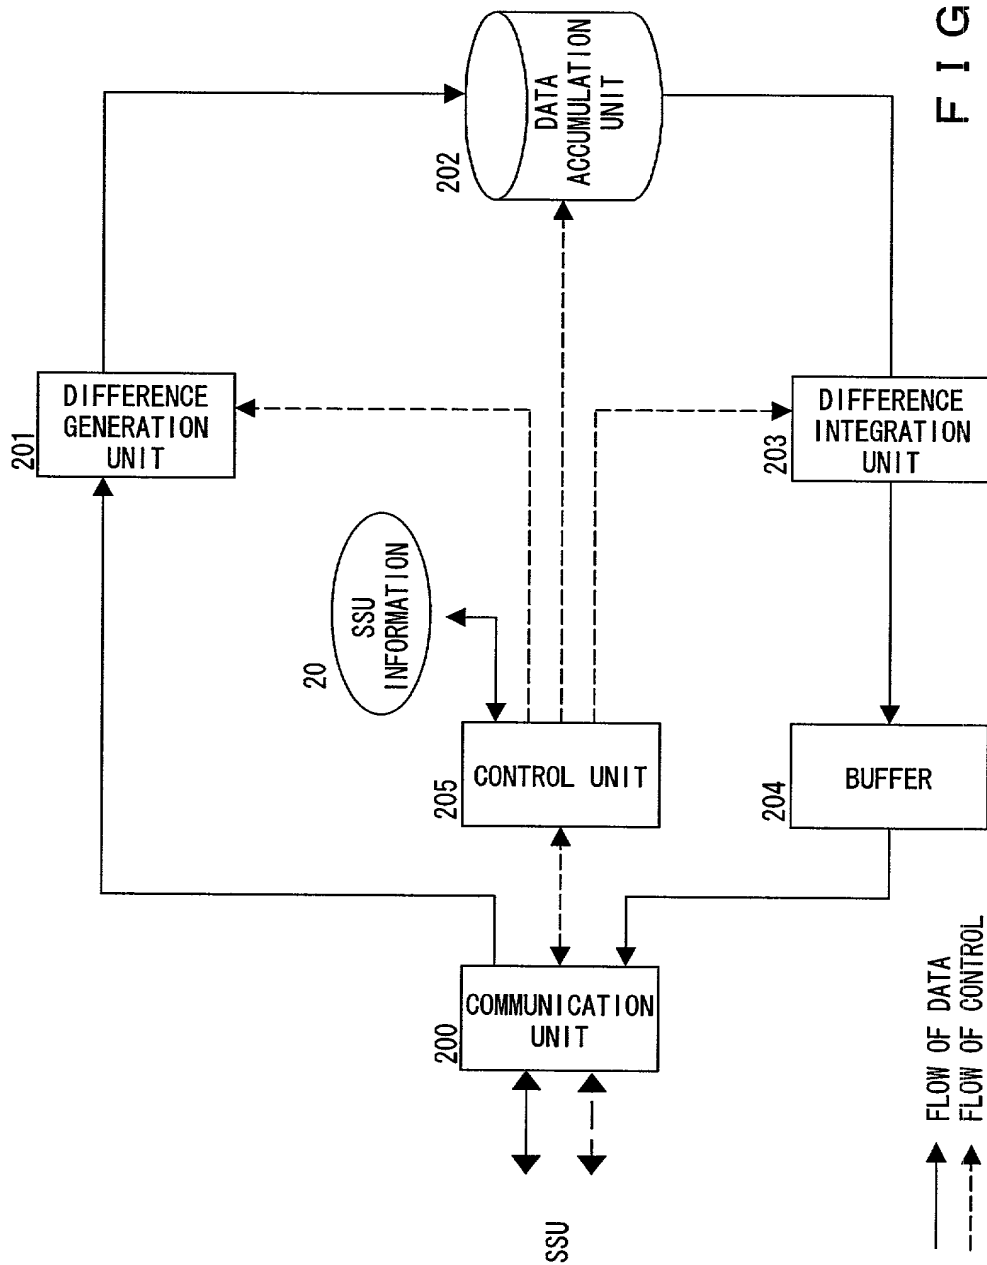 201
DIFFERENCE
GENERATION
UNIT
202
DATA
ACCUMULATION
UNIT
20
SSU
INFORMATION
205
CONTROL UNIT
200
COMMUNICATION
UNIT
SSU
203
DIFFERENCE
INTEGRATION
UNIT
204
BUFFER
FLOW OF DATA
FLOW OF CONTROL
FIG